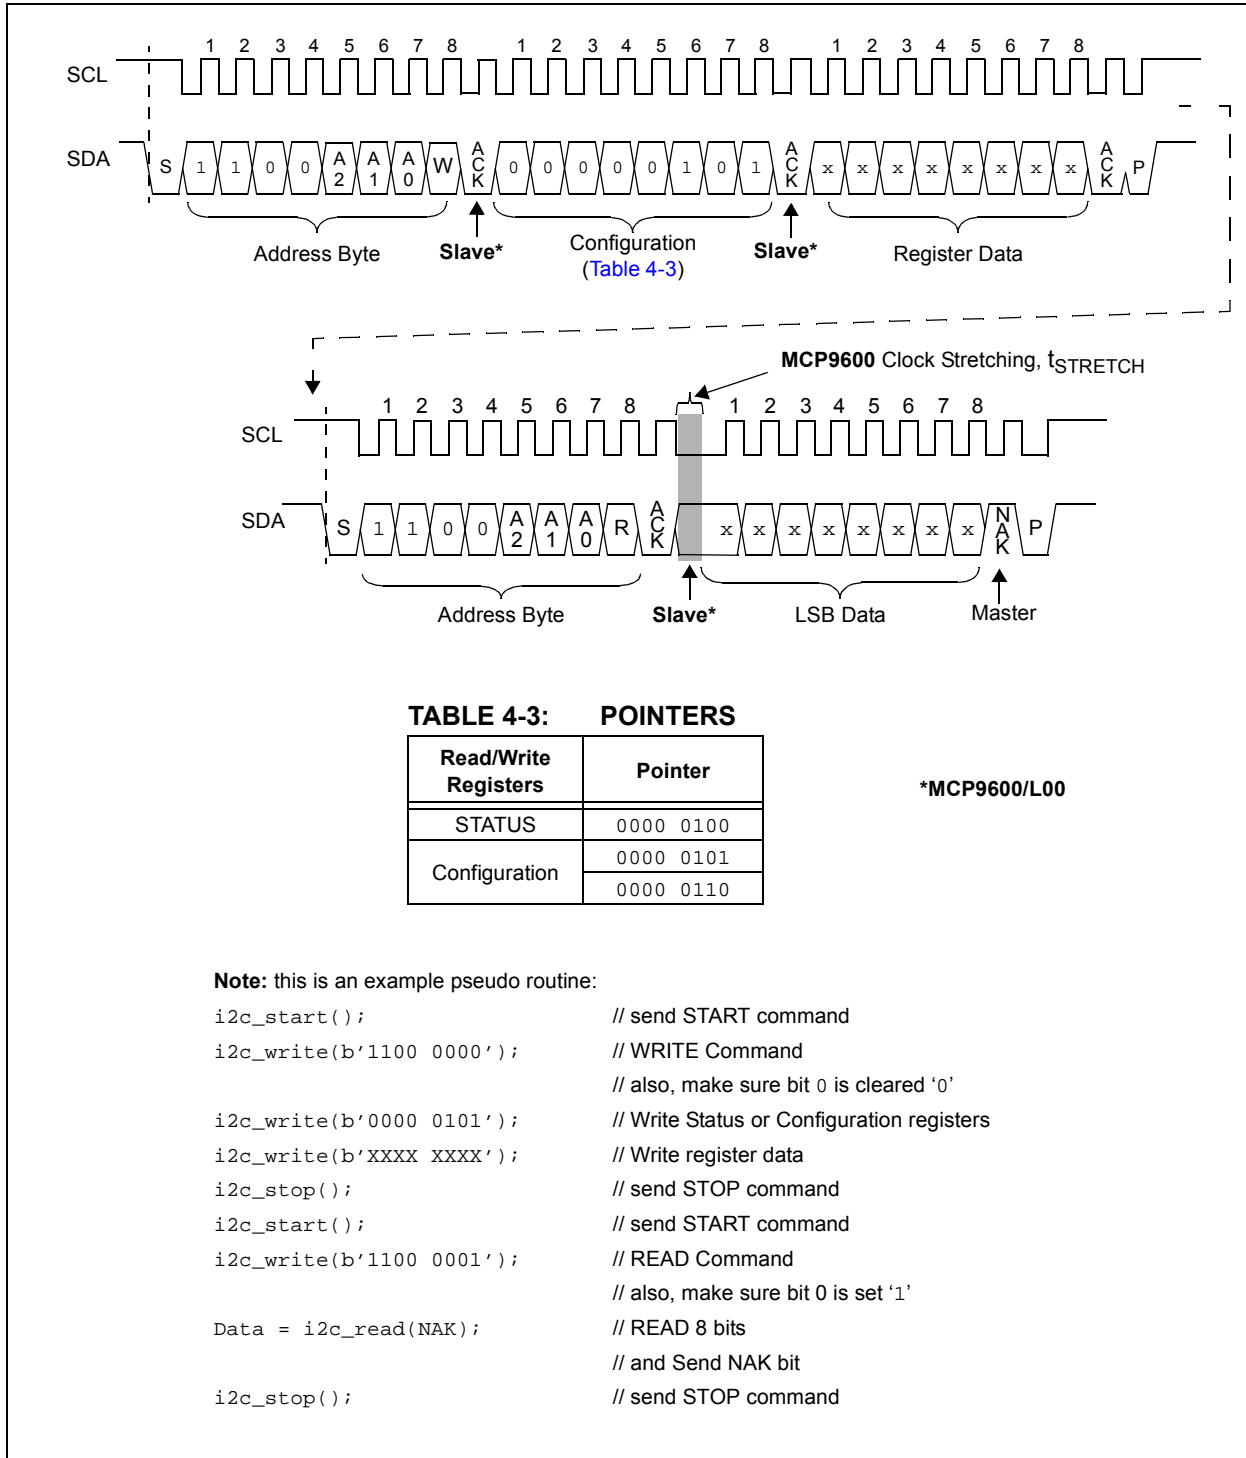 1 2 3 4 5 6 7 8 1 2 3 4 5 6 7 8 1 2 3 4 5 6 7 8
SCL
SDA S 1 1 0 0 A2 A1 A0 W ACK 0 0 0 0 0 1 0 1 ACK x x x x x x x x ACK P
Address Byte Slave* Configuration (Table 4-3) Slave* Register Data
MCP9600 Clock Stretching, tSTRETCH
1 2 3 4 5 6 7 8 1 2 3 4 5 6 7 8
SCL
SDA S 1 1 0 0 A2 A1 A0 R ACK x x x x x x x x NAK P
Address Byte Slave* LSB Data Master
TABLE 4-3: POINTERS
Read/Write Registers Pointer
*MCP9600/L00
STATUS 0000 0100
Configuration 0000 0101
0000 0110
Note: this is an example pseudo routine:
i2c_start(); // send START command
i2c_write(b’1100 0000’); // WRITE Command
// also, make sure bit 0 is cleared ‘0’
i2c_write(b’0000 0101’); // Write Status or Configuration registers
i2c_write(b’XXXX XXXX’); // Write register data
i2c_stop(); // send STOP command
i2c_start(); // send START command
i2c_write(b’1100 0001’); // READ Command
// also, make sure bit 0 is set ‘1’
Data = i2c_read(NAK); // READ 8 bits
// and Send NAK bit
i2c_stop(); // send STOP command